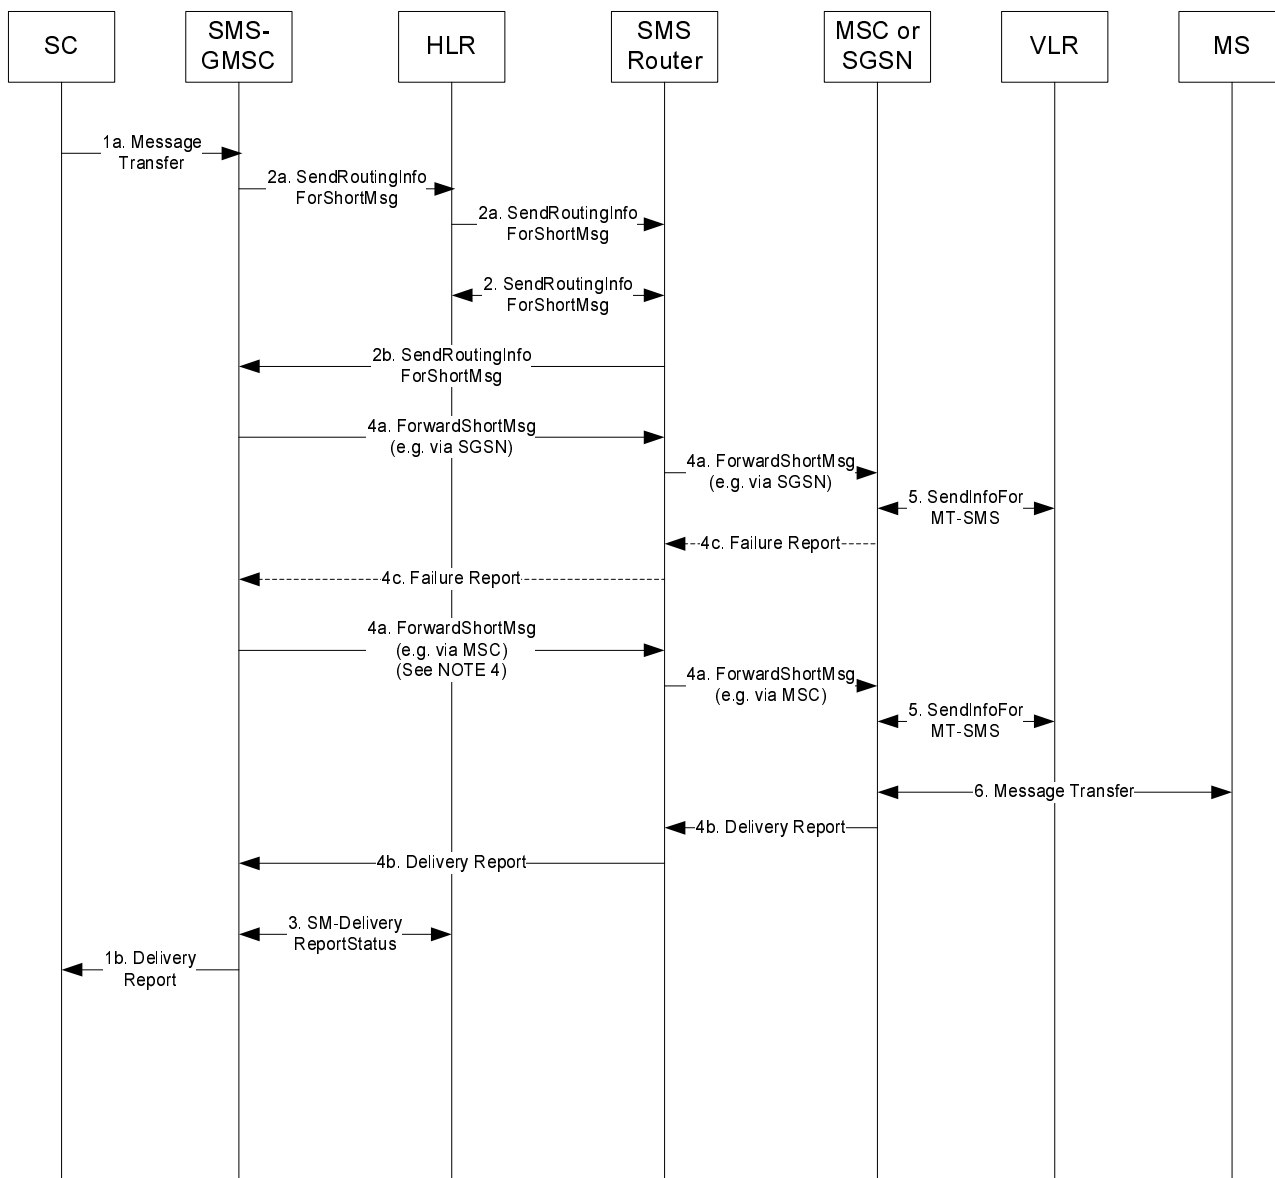 SC
SMS-
GMSC
HLR
SMS
Router
MSC or
SGSN
VLR
MS
1a. Message
Transfer
2a. SendRoutingInfo
ForShortMsg
2a. SendRoutingInfo
ForShortMsg
2. SendRoutingInfo
ForShortMsg
2b. SendRoutingInfo
ForShortMsg
4a. ForwardShortMsg
(e.g. via SGSN)
4a. ForwardShortMsg
(e.g. via SGSN)
5. SendInfoFor
MT-SMS
4c. Failure Report
4c. Failure Report
4a. ForwardShortMsg
(e.g. via MSC)
(See NOTE 4)
4a. ForwardShortMsg
(e.g. via MSC)
5. SendInfoFor
MT-SMS
6. Message Transfer
4b. Delivery Report
4b. Delivery Report
3. SM-Delivery
ReportStatus
1b. Delivery
Report